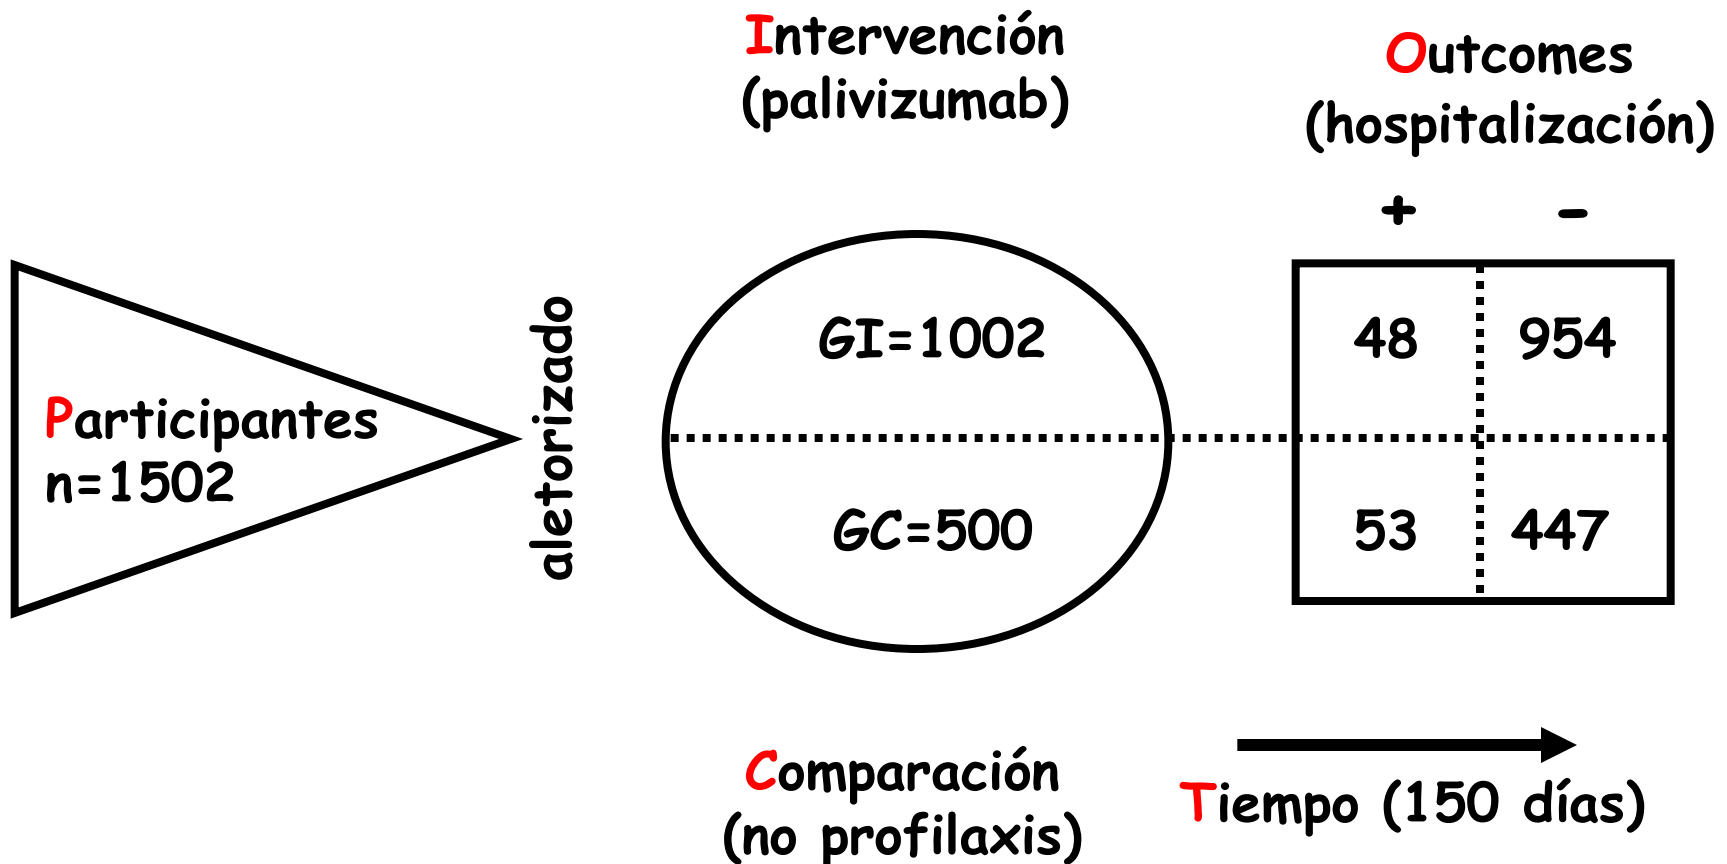 Intervención
(palivizumab)
Outcomes
(hospitalización)
+ -
Participantes
n=1502
aletorizado
GI=1002
GC=500
48 954
53 447
Comparación
(no profilaxis)
Tiempo (150 días)